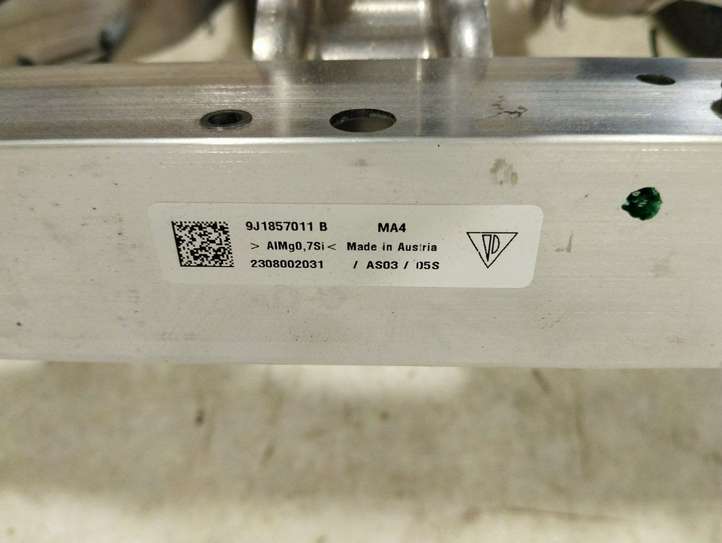 9J1857011 B MA4
> AlMg0,7Si < Made in Austria
2308002031 / AS03 / 05S